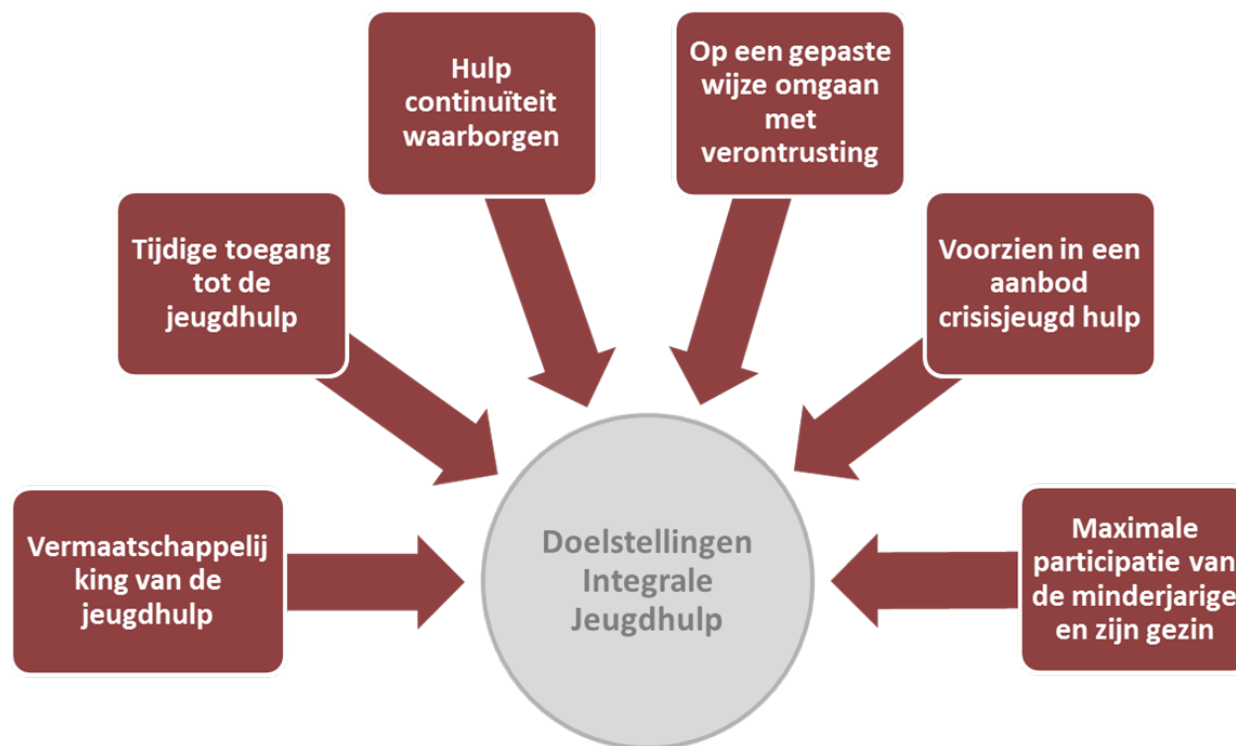 Vermaatschappelij
king van de
jeugdhulp
Tijdige toegang
tot de
jeugdhulp
Hulp
continuïteit
waarborgen
Op een gepaste
wijze omgaan
met
verontrusting
Voorzien in een
aanbod
crisisjeugd hulp
Maximale
participatie van
de minderjarige
en zijn gezin
Doelstellingen
Integrale
Jeugdhulp